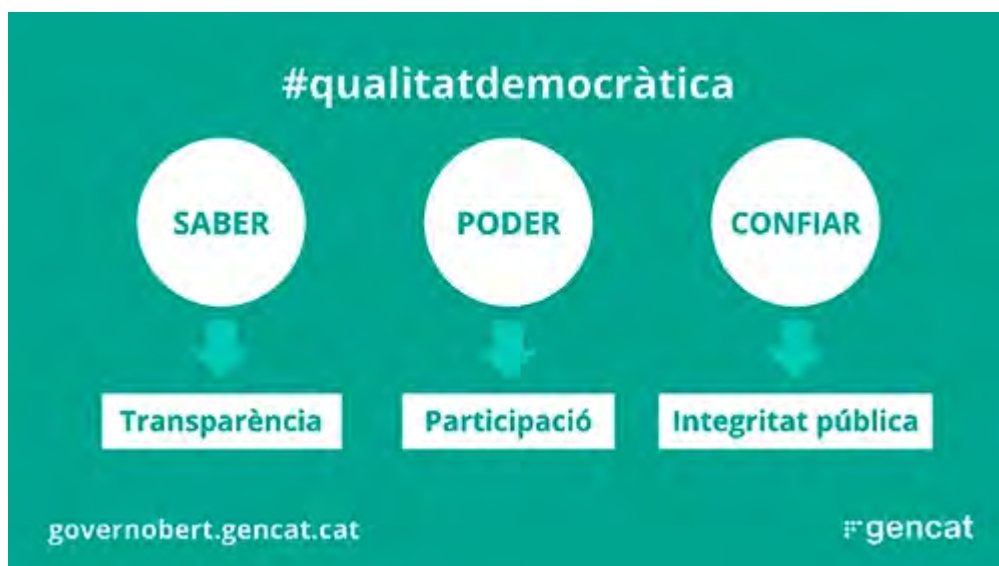 #qualitatdemocràtica
SABER
PODER
CONFIAR
Transparència
Participació
Integritat pública
governobert.gencat.cat
gencat